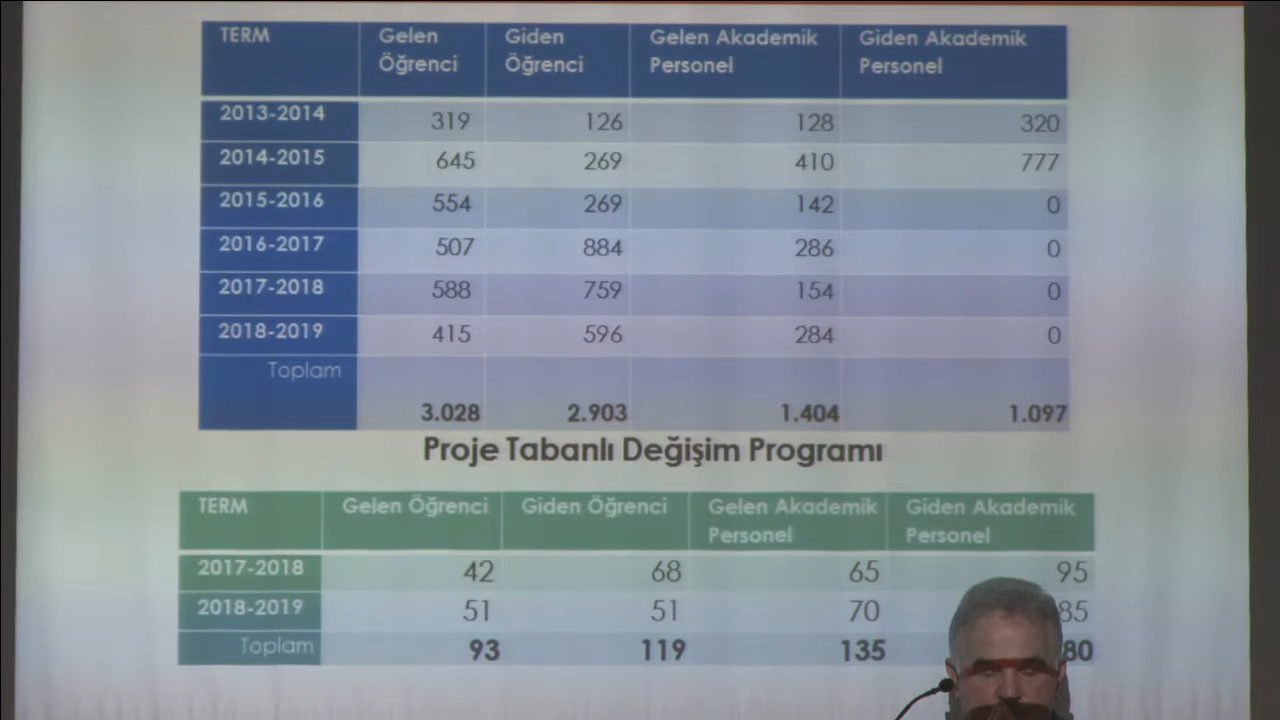 TERM Gelen Öğrenci Giden Öğrenci Gelen Akademik Personel Giden Akademik Personel
2013-2014 319 126 128 320
2014-2015 645 269 410 777
2015-2016 554 269 142 0
2016-2017 507 884 286 0
2017-2018 588 759 154 0
2018-2019 415 596 284 0
Toplam 3.028 2.903 1.404 1.097
Proje Tabanlı Değişim Programı
TERM Gelen Öğrenci Giden Öğrenci Gelen Akademik Personel Giden Akademik Personel
2017-2018 42 68 65 95
2018-2019 51 51 70 85
Toplam 93 119 135 80